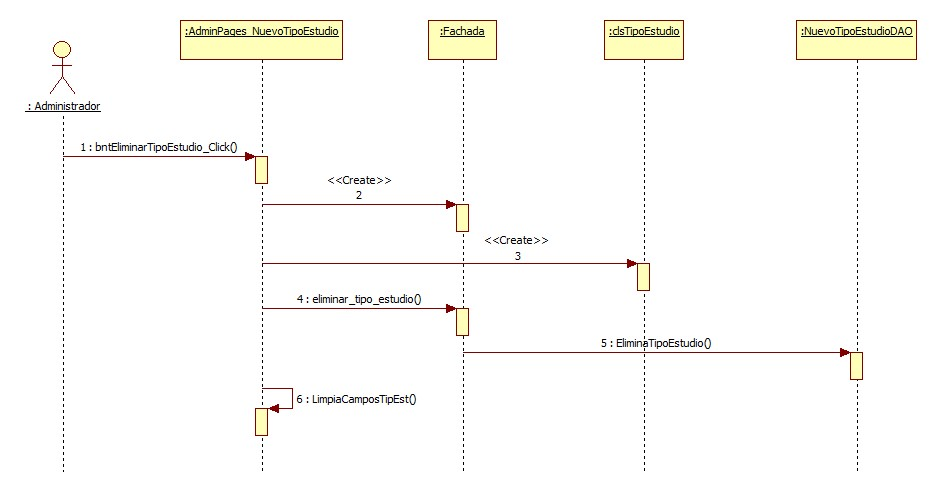 :AdminPages_NuevoTipoEstudio
:Fachada
:clsTipoEstudio
:NuevoTipoEstudioDAO
: Administrador
1 : bntEliminarTipoEstudio_Click()
<<Create>>
2
<<Create>>
3
4 : eliminar_tipo_estudio()
5 : EliminaTipoEstudio()
6 : LimpiaCamposTipEst()